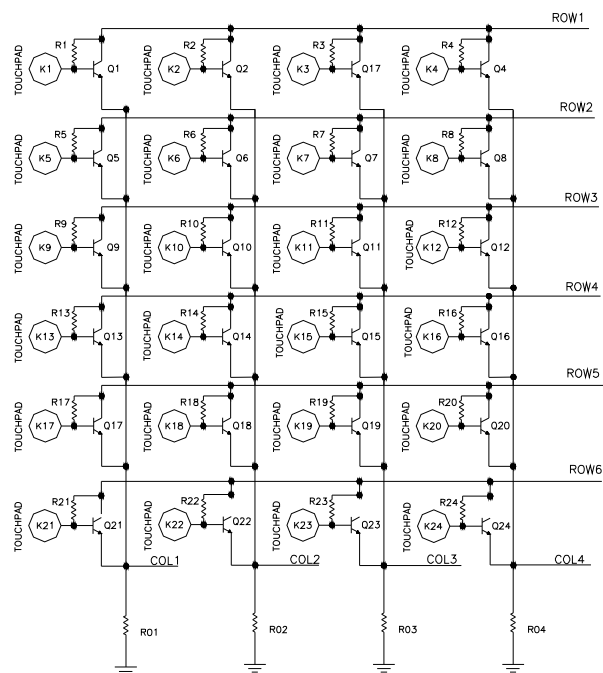 ROW1
R1 R2 R3 R4
TOUCHPAD K1 Q1 TOUCHPAD K2 Q2 TOUCHPAD K3 Q17 TOUCHPAD K4 Q4
ROW2
R5 R6 R7 R8
TOUCHPAD K5 Q5 TOUCHPAD K6 Q6 TOUCHPAD K7 Q7 TOUCHPAD K8 Q8
ROW3
R9 R10 R11 R12
TOUCHPAD K9 Q9 TOUCHPAD K10 Q10 TOUCHPAD K11 Q11 TOUCHPAD K12 Q12
ROW4
R13 R14 R15 R16
TOUCHPAD K13 Q13 TOUCHPAD K14 Q14 TOUCHPAD K15 Q15 TOUCHPAD K16 Q16
ROW5
R17 R18 R19 R20
TOUCHPAD K17 Q17 TOUCHPAD K18 Q18 TOUCHPAD K19 Q19 TOUCHPAD K20 Q20
ROW6
R21 R22 R23 R24
TOUCHPAD K21 Q21 TOUCHPAD K22 Q22 TOUCHPAD K23 Q23 TOUCHPAD K24 Q24
COL1 COL2 COL3 COL4
R01 R02 R03 R04